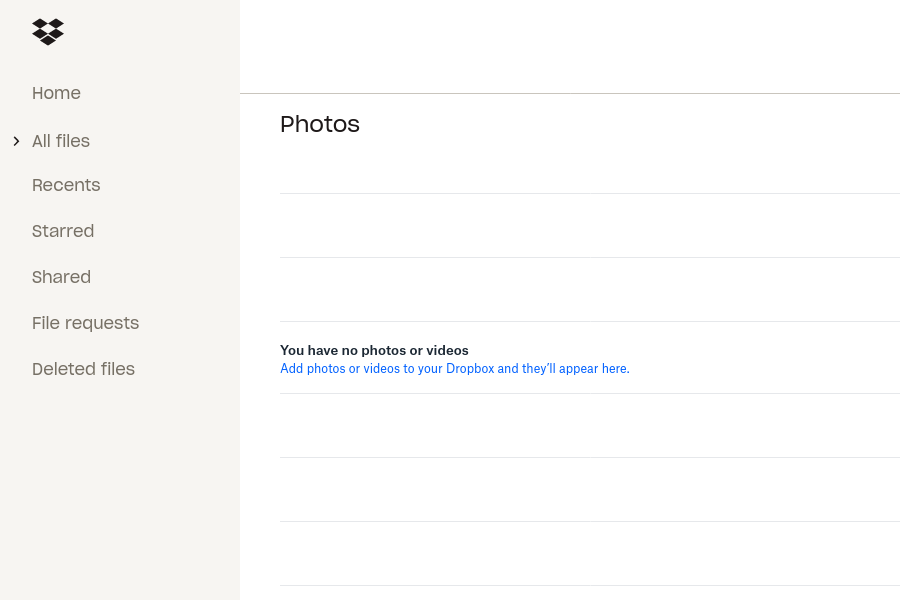 Home
All files
Recents
Starred
Shared
File requests
Deleted files
Photos
You have no photos or videos
Add photos or videos to your Dropbox and they’ll appear here.